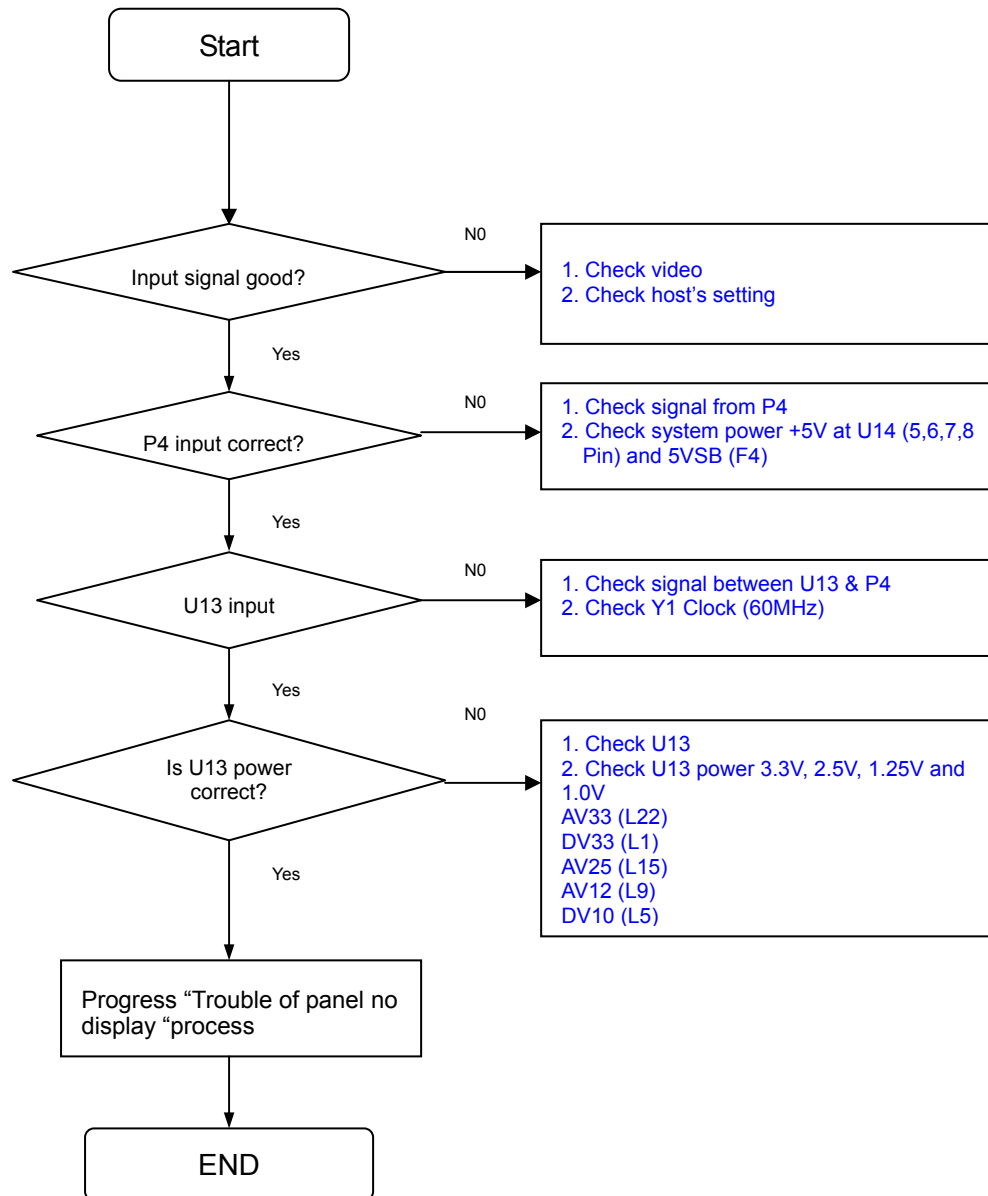 Start
Input signal good?
N0
1. Check video
2. Check host’s setting
Yes
P4 input correct?
N0
1. Check signal from P4
2. Check system power +5V at U14 (5,6,7,8
Pin) and 5VSB (F4)
Yes
U13 input
N0
1. Check signal between U13 & P4
2. Check Y1 Clock (60MHz)
Yes
Is U13 power
correct?
N0
1. Check U13
2. Check U13 power 3.3V, 2.5V, 1.25V and
1.0V
AV33 (L22)
DV33 (L1)
AV25 (L15)
AV12 (L9)
DV10 (L5)
Yes
Progress “Trouble of panel no
display “process
END